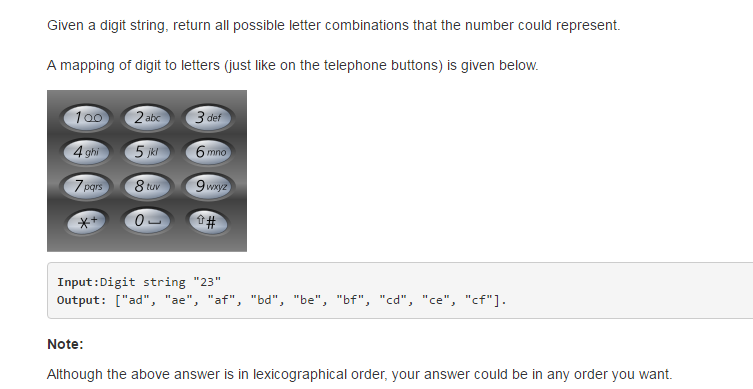 Given a digit string, return all possible letter combinations that the number could represent.
A mapping of digit to letters (just like on the telephone buttons) is given below.
1 2 abc 3 def
4 ghi 5 jkl 6 mno
7 pqrs 8 tuv 9 wxyz
*+ 0 ⇧#
Input:Digit string "23"
Output: ["ad", "ae", "af", "bd", "be", "bf", "cd", "ce", "cf"].
Note:
Although the above answer is in lexicographical order, your answer could be in any order you want.